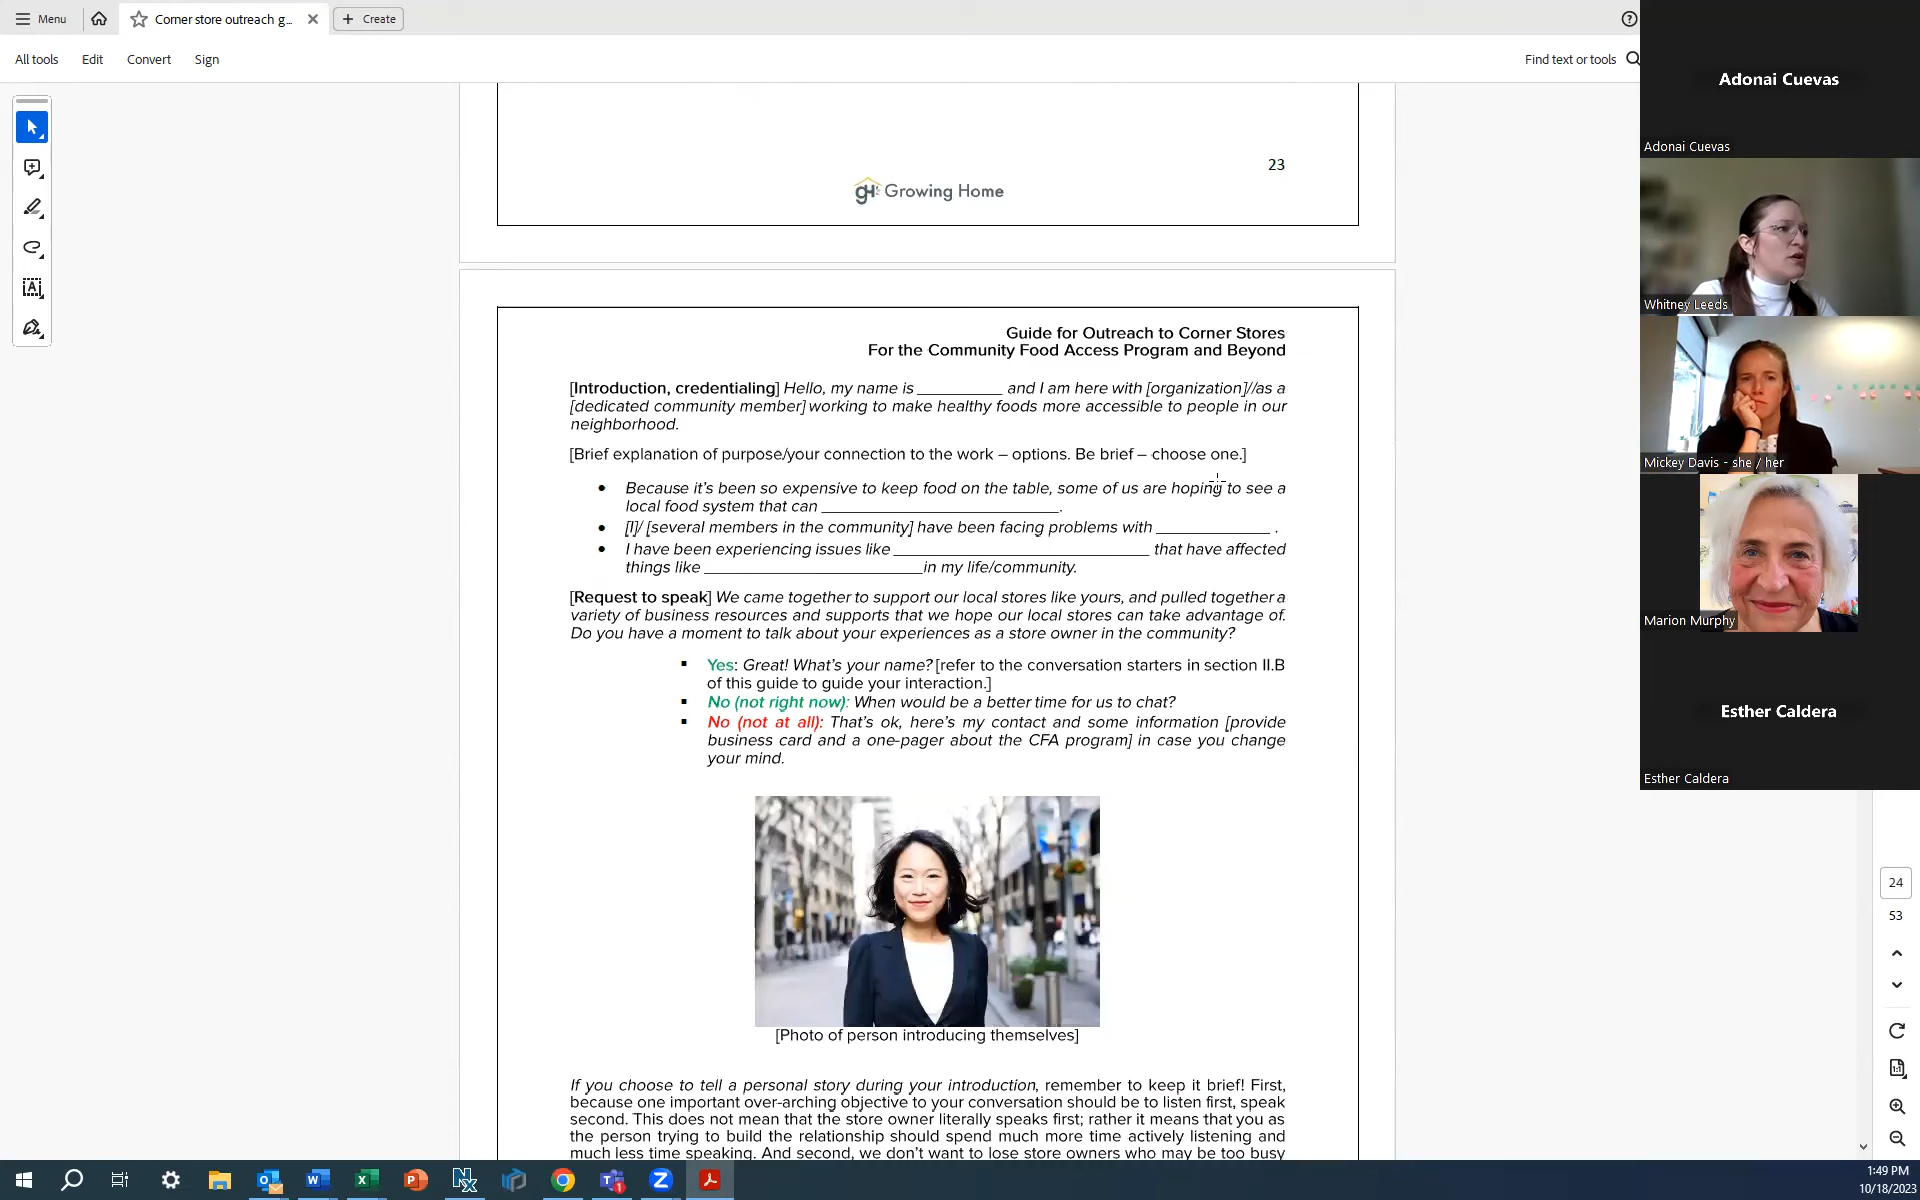 Menu
Corner store outreach g...
Create
All tools
Edit
Convert
Sign
Find text or tools
23
gH Growing Home
Guide for Outreach to Corner Stores
For the Community Food Access Program and Beyond
[Introduction, credentialing] Hello, my name is _________ and I am here with [organization]//as a
[dedicated community member] working to make healthy foods more accessible to people in our
neighborhood.
[Brief explanation of purpose/your connection to the work – options. Be brief – choose one.]
• Because it's been so expensive to keep food on the table, some of us are hoping to see a
local food system that can _________________________.
• [I]/ [several members in the community] have been facing problems with ____________ .
• I have been experiencing issues like ___________________________ that have affected
things like _______________________in my life/community.
[Request to speak] We came together to support our local stores like yours, and pulled together a
variety of business resources and supports that we hope our local stores can take advantage of.
Do you have a moment to talk about your experiences as a store owner in the community?
▪ Yes: Great! What's your name? [refer to the conversation starters in section II.B
of this guide to guide your interaction.]
▪ No (not right now): When would be a better time for us to chat?
▪ No (not at all): That's ok, here's my contact and some information [provide
business card and a one-pager about the CFA program] in case you change
your mind.
[Photo of person introducing themselves]
If you choose to tell a personal story during your introduction, remember to keep it brief! First,
because one important over-arching objective to your conversation should be to listen first, speak
second. This does not mean that the store owner literally speaks first; rather it means that you as
the person trying to build the relationship should spend much more time actively listening and
much less time speaking. And second, we don't want to lose store owners who may be too busy
Adonai Cuevas
Adonai Cuevas
Whitney Leeds
Mickey Davis - she / her
Marion Murphy
Esther Caldera
Esther Caldera
24
53
1:49 PM
10/18/2023